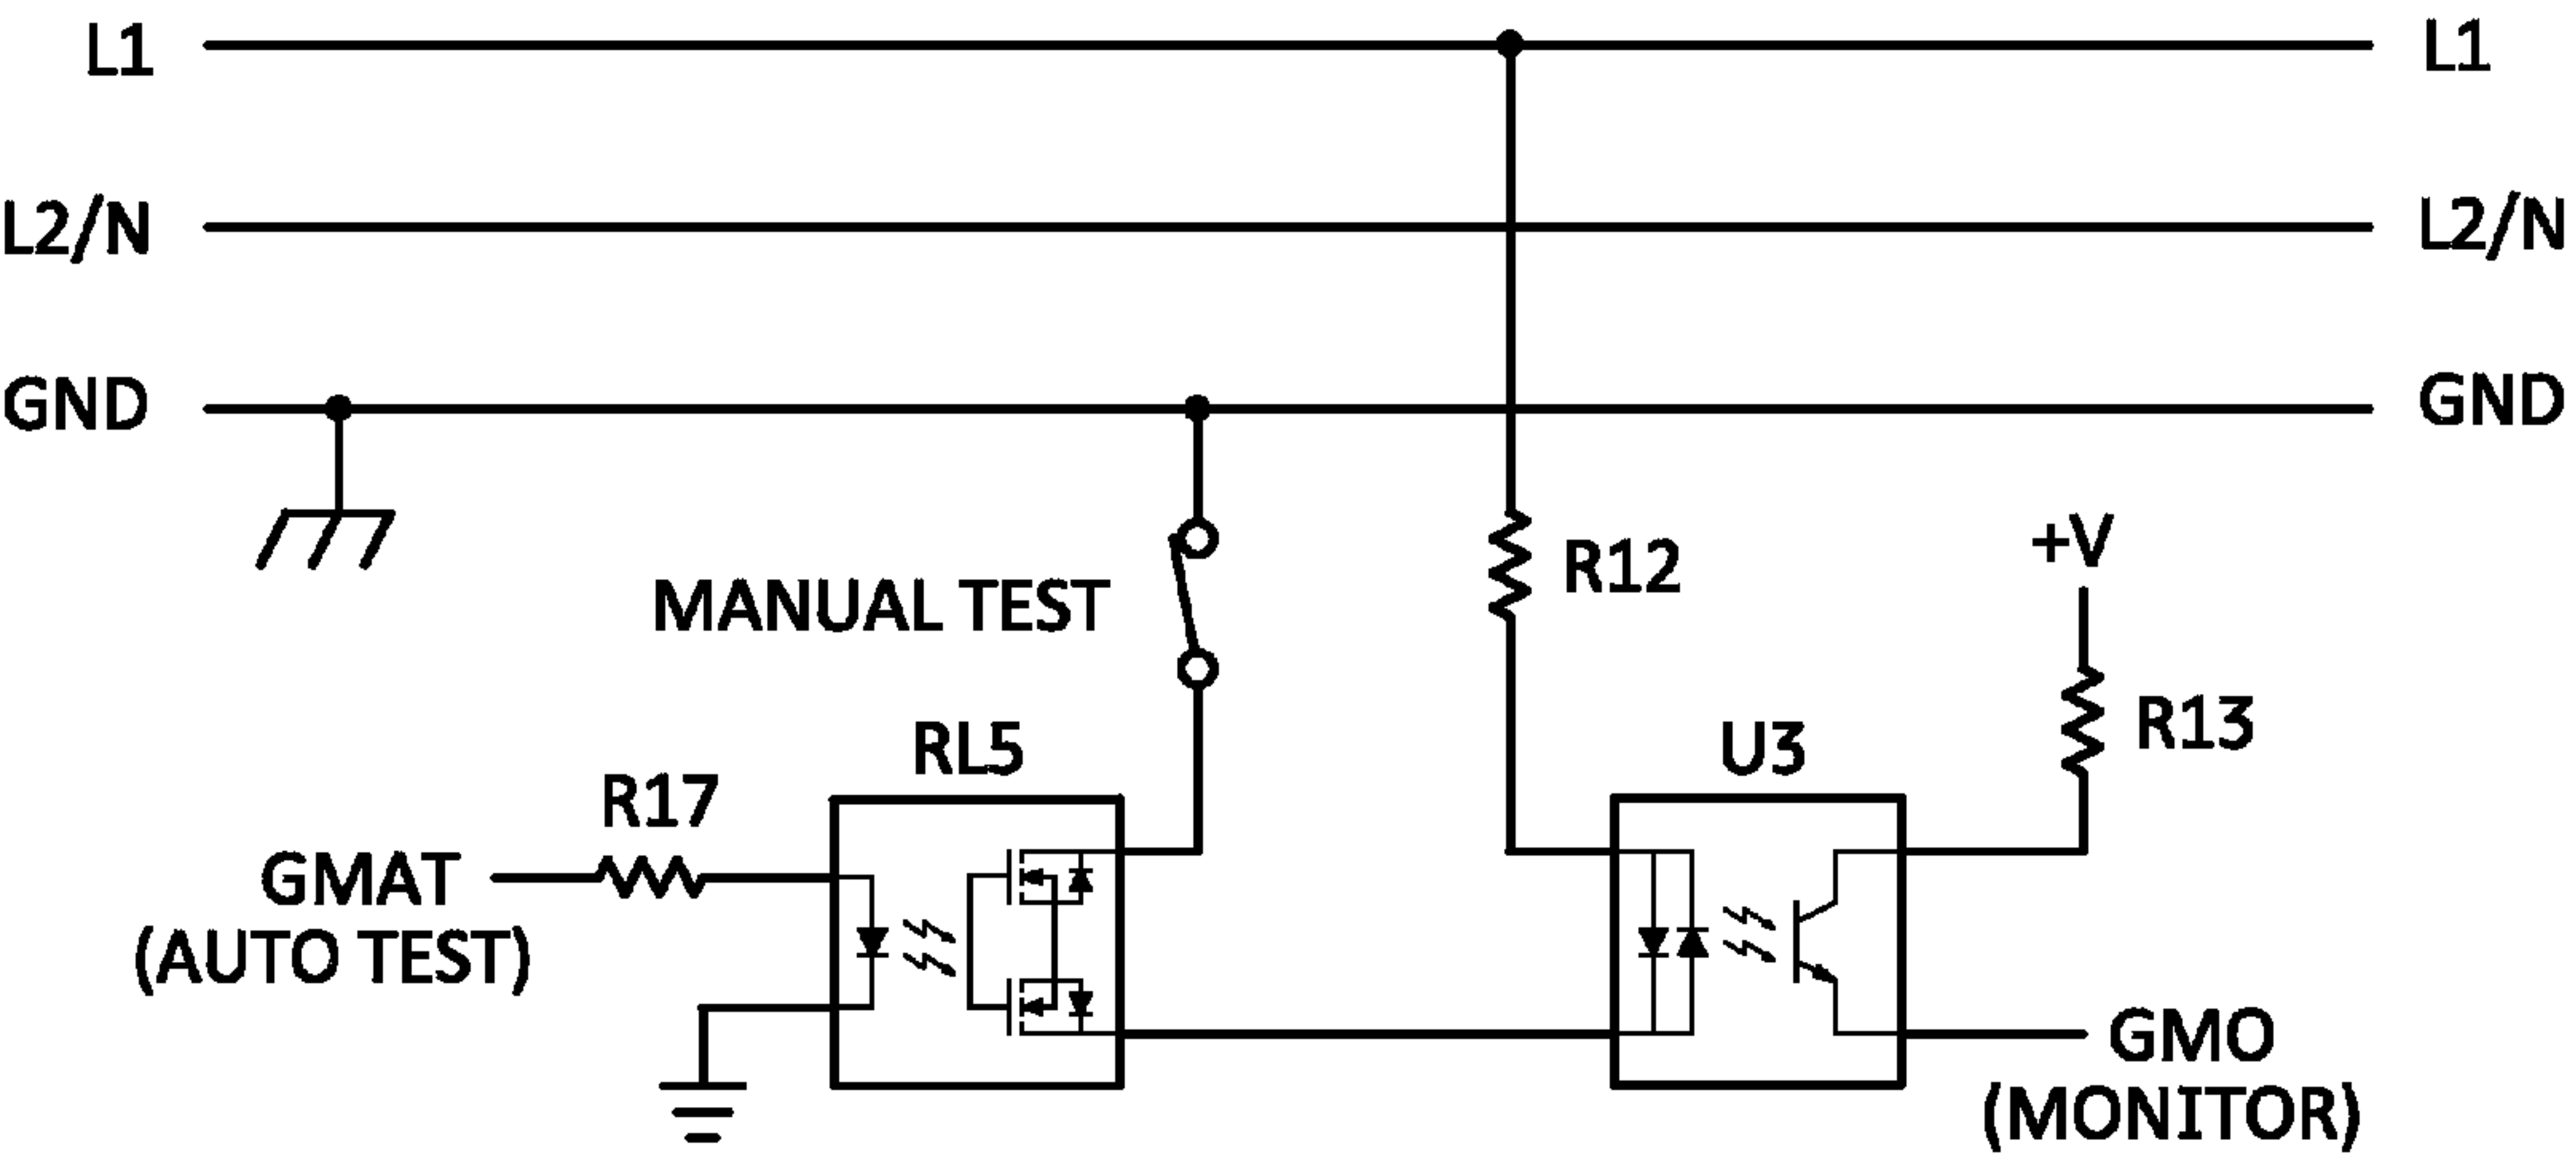 L1 L1
L2/N L2/N
GND GND
+V
R12
MANUAL TEST
R13
RL5 U3
R17
GMAT
(AUTO TEST)
GMO
(MONITOR)